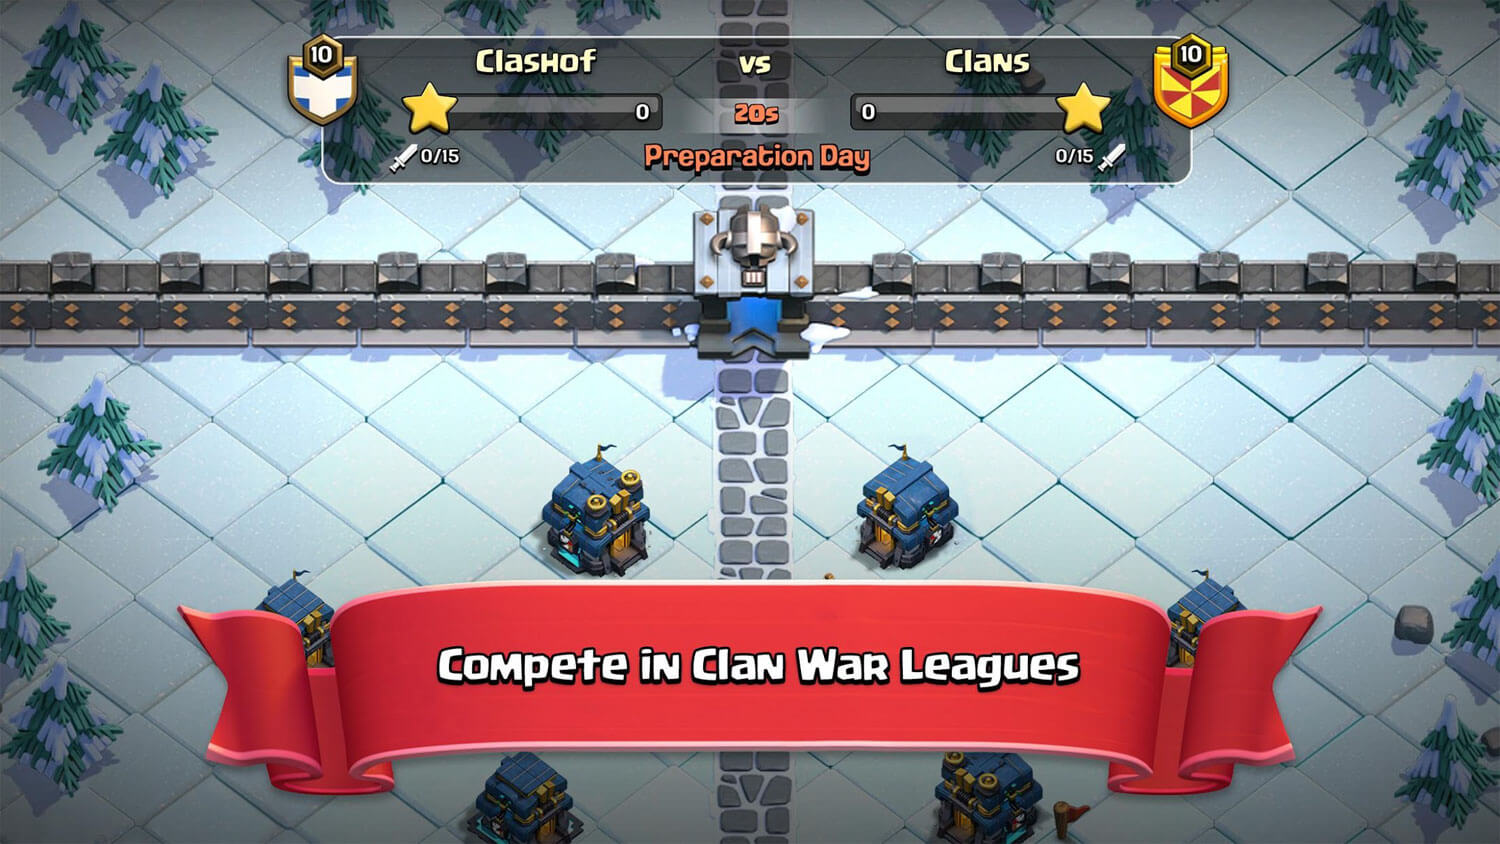 10 Clashof vs Clans 10
0 20s 0
0/15 Preparation Day 0/15
Compete in Clan War Leagues